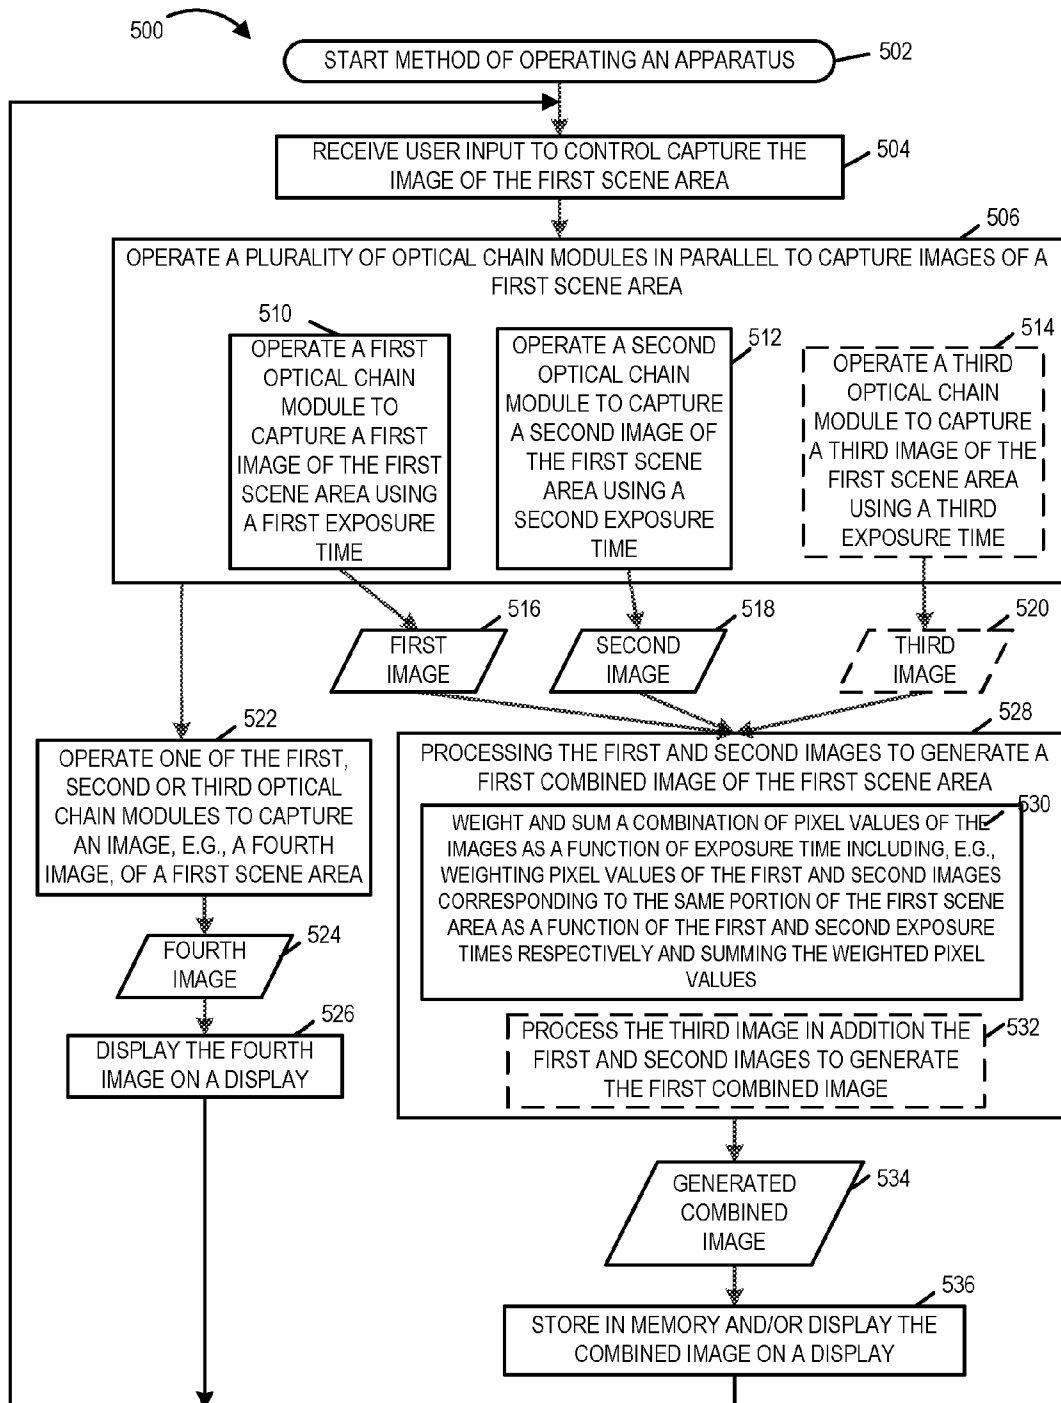 500
START METHOD OF OPERATING AN APPARATUS
502
RECEIVE USER INPUT TO CONTROL CAPTURE THE
IMAGE OF THE FIRST SCENE AREA
504
506
OPERATE A PLURALITY OF OPTICAL CHAIN MODULES IN PARALLEL TO CAPTURE IMAGES OF A
FIRST SCENE AREA
510
OPERATE A FIRST
OPTICAL CHAIN
MODULE TO
CAPTURE A FIRST
IMAGE OF THE FIRST
SCENE AREA USING
A FIRST EXPOSURE
TIME
512
OPERATE A SECOND
OPTICAL CHAIN
MODULE TO CAPTURE
A SECOND IMAGE OF
THE FIRST SCENE
AREA USING A
SECOND EXPOSURE
TIME
514
OPERATE A THIRD
OPTICAL CHAIN
MODULE TO CAPTURE
A THIRD IMAGE OF THE
FIRST SCENE AREA
USING A THIRD
EXPOSURE TIME
516
FIRST
IMAGE
518
SECOND
IMAGE
520
THIRD
IMAGE
522
OPERATE ONE OF THE FIRST,
SECOND OR THIRD OPTICAL
CHAIN MODULES TO CAPTURE
AN IMAGE, E.G., A FOURTH
IMAGE, OF A FIRST SCENE AREA
524
FOURTH
IMAGE
526
DISPLAY THE FOURTH
IMAGE ON A DISPLAY
528
PROCESSING THE FIRST AND SECOND IMAGES TO GENERATE A
FIRST COMBINED IMAGE OF THE FIRST SCENE AREA
530
WEIGHT AND SUM A COMBINATION OF PIXEL VALUES OF THE
IMAGES AS A FUNCTION OF EXPOSURE TIME INCLUDING, E.G.,
WEIGHTING PIXEL VALUES OF THE FIRST AND SECOND IMAGES
CORRESPONDING TO THE SAME PORTION OF THE FIRST SCENE
AREA AS A FUNCTION OF THE FIRST AND SECOND EXPOSURE
TIMES RESPECTIVELY AND SUMMING THE WEIGHTED PIXEL
VALUES
532
PROCESS THE THIRD IMAGE IN ADDITION THE
FIRST AND SECOND IMAGES TO GENERATE
THE FIRST COMBINED IMAGE
534
GENERATED
COMBINED
IMAGE
536
STORE IN MEMORY AND/OR DISPLAY THE
COMBINED IMAGE ON A DISPLAY